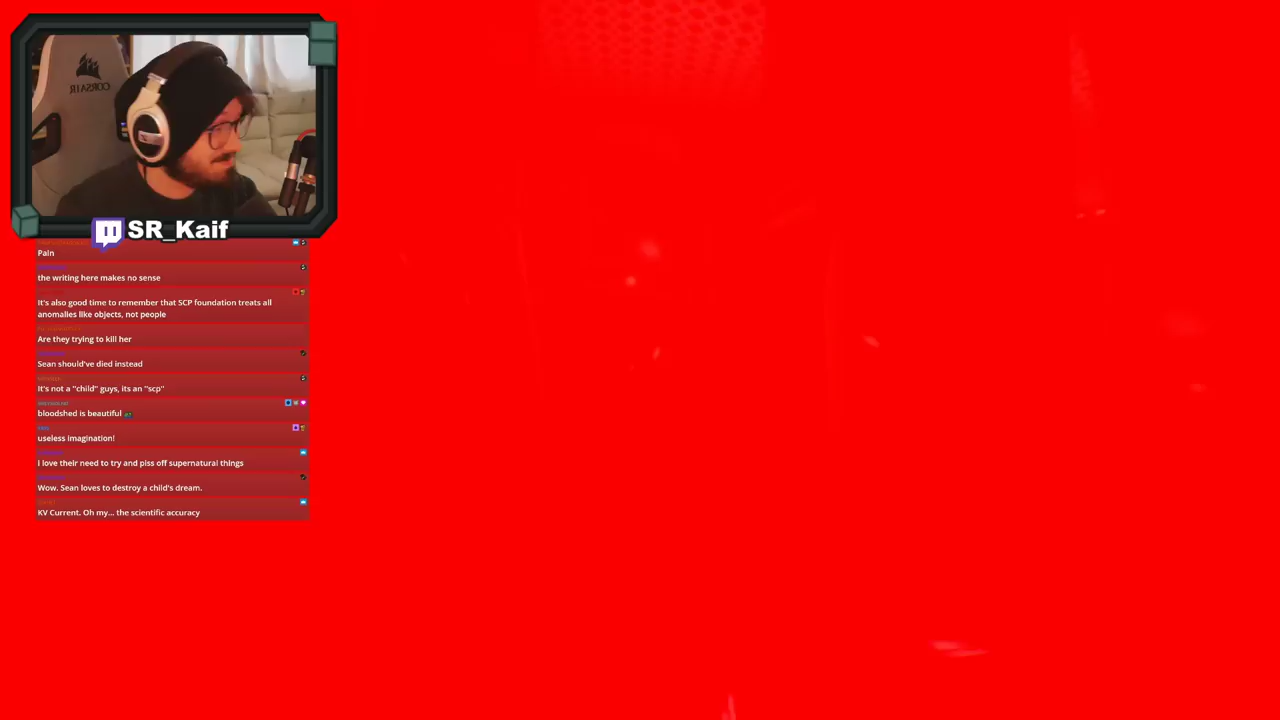 CORSAIR
SR_Kaif
Pain
the writing here makes no sense
It's also good time to remember that SCP foundation treats all
anomalies like objects, not people
Are they trying to kill her
Sean should've died instead
It's not a "child" guys, its an "scp"
bloodshed is beautiful
useless imagination!
I love their need to try and piss off supernatural things
Wow. Sean loves to destroy a child's dream.
KV Current. Oh my... the scientific accuracy